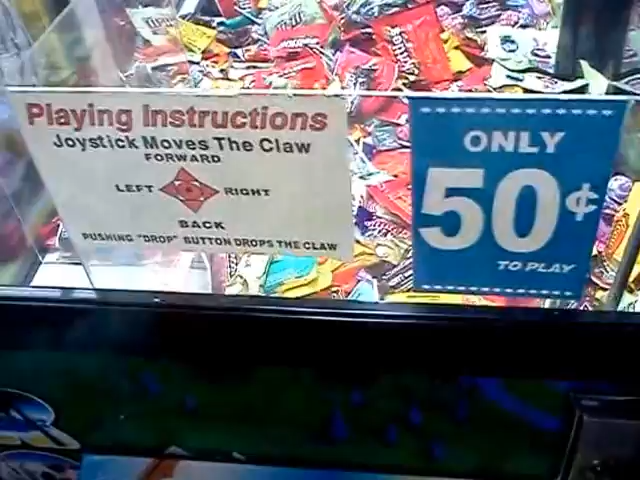 Playing Instructions
Joystick Moves The Claw
FORWARD
LEFT RIGHT
BACK
PUSHING "DROP" BUTTON DROPS THE CLAW
ONLY
50¢
TO PLAY